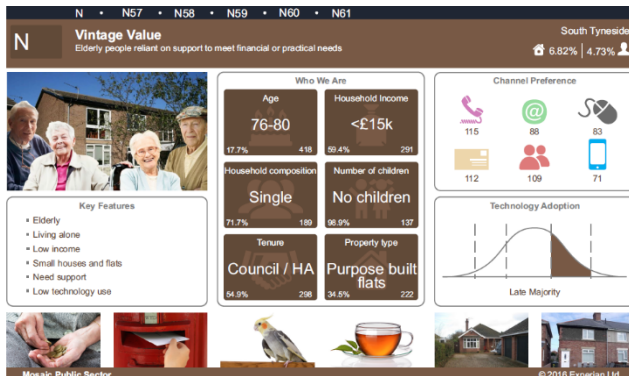 N • N57 • N58 • N59 • N60 • N61
N
Vintage Value
Elderly people reliant on support to meet financial or practical needs
South Tyneside
6.82% | 4.73%
Who We Are
Age
76-80
17.7% 418
Household Income
<£15k
59.4% 291
Household composition
Single
71.7% 189
Number of children
No children
98.9% 137
Tenure
Council / HA
54.9% 298
Property type
Purpose built
flats
34.5% 222
Channel Preference
115 88 83
112 109 71
Key Features
Elderly
Living alone
Low income
Small houses and flats
Need support
Low technology use
Technology Adoption
Late Majority
Mosaic Public Sector
© 2016 Experian Ltd